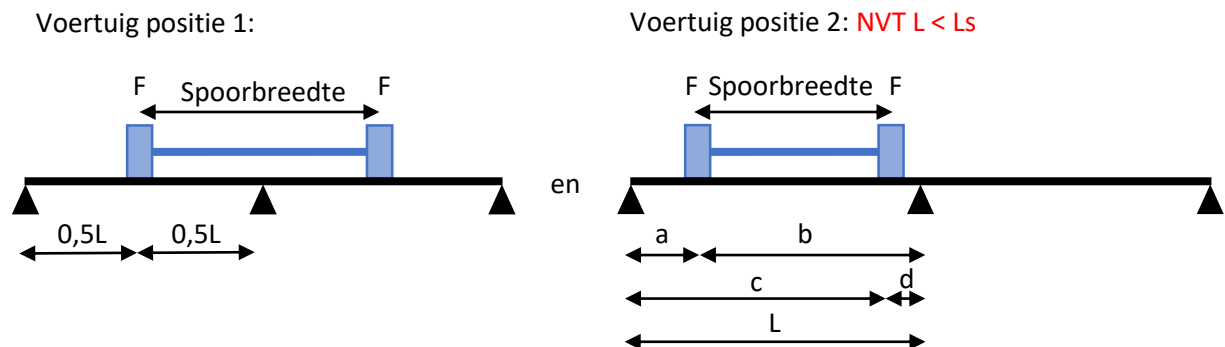 Voertuig positie 1:
F Spoorbreedte F
0,5L 0,5L
en
Voertuig positie 2: NVT L < Ls
F Spoorbreedte F
a b
c d
L